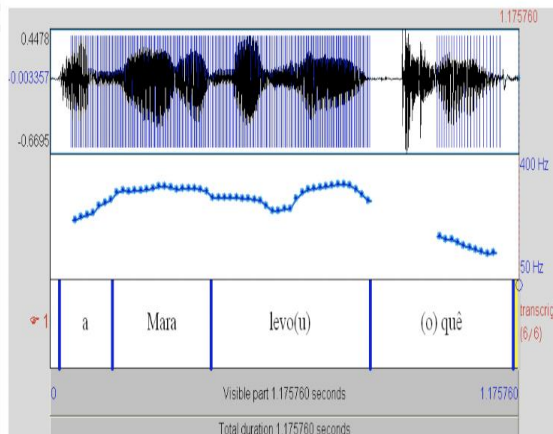 1.175760
0.4478
-0.003357
-0.6695
400 Hz
50 Hz
1 a Mara levo(u) (o) quê
transcrig
(6/6)
0 Visible part 1.175760 seconds 1.175760
Total duration 1.175760 seconds